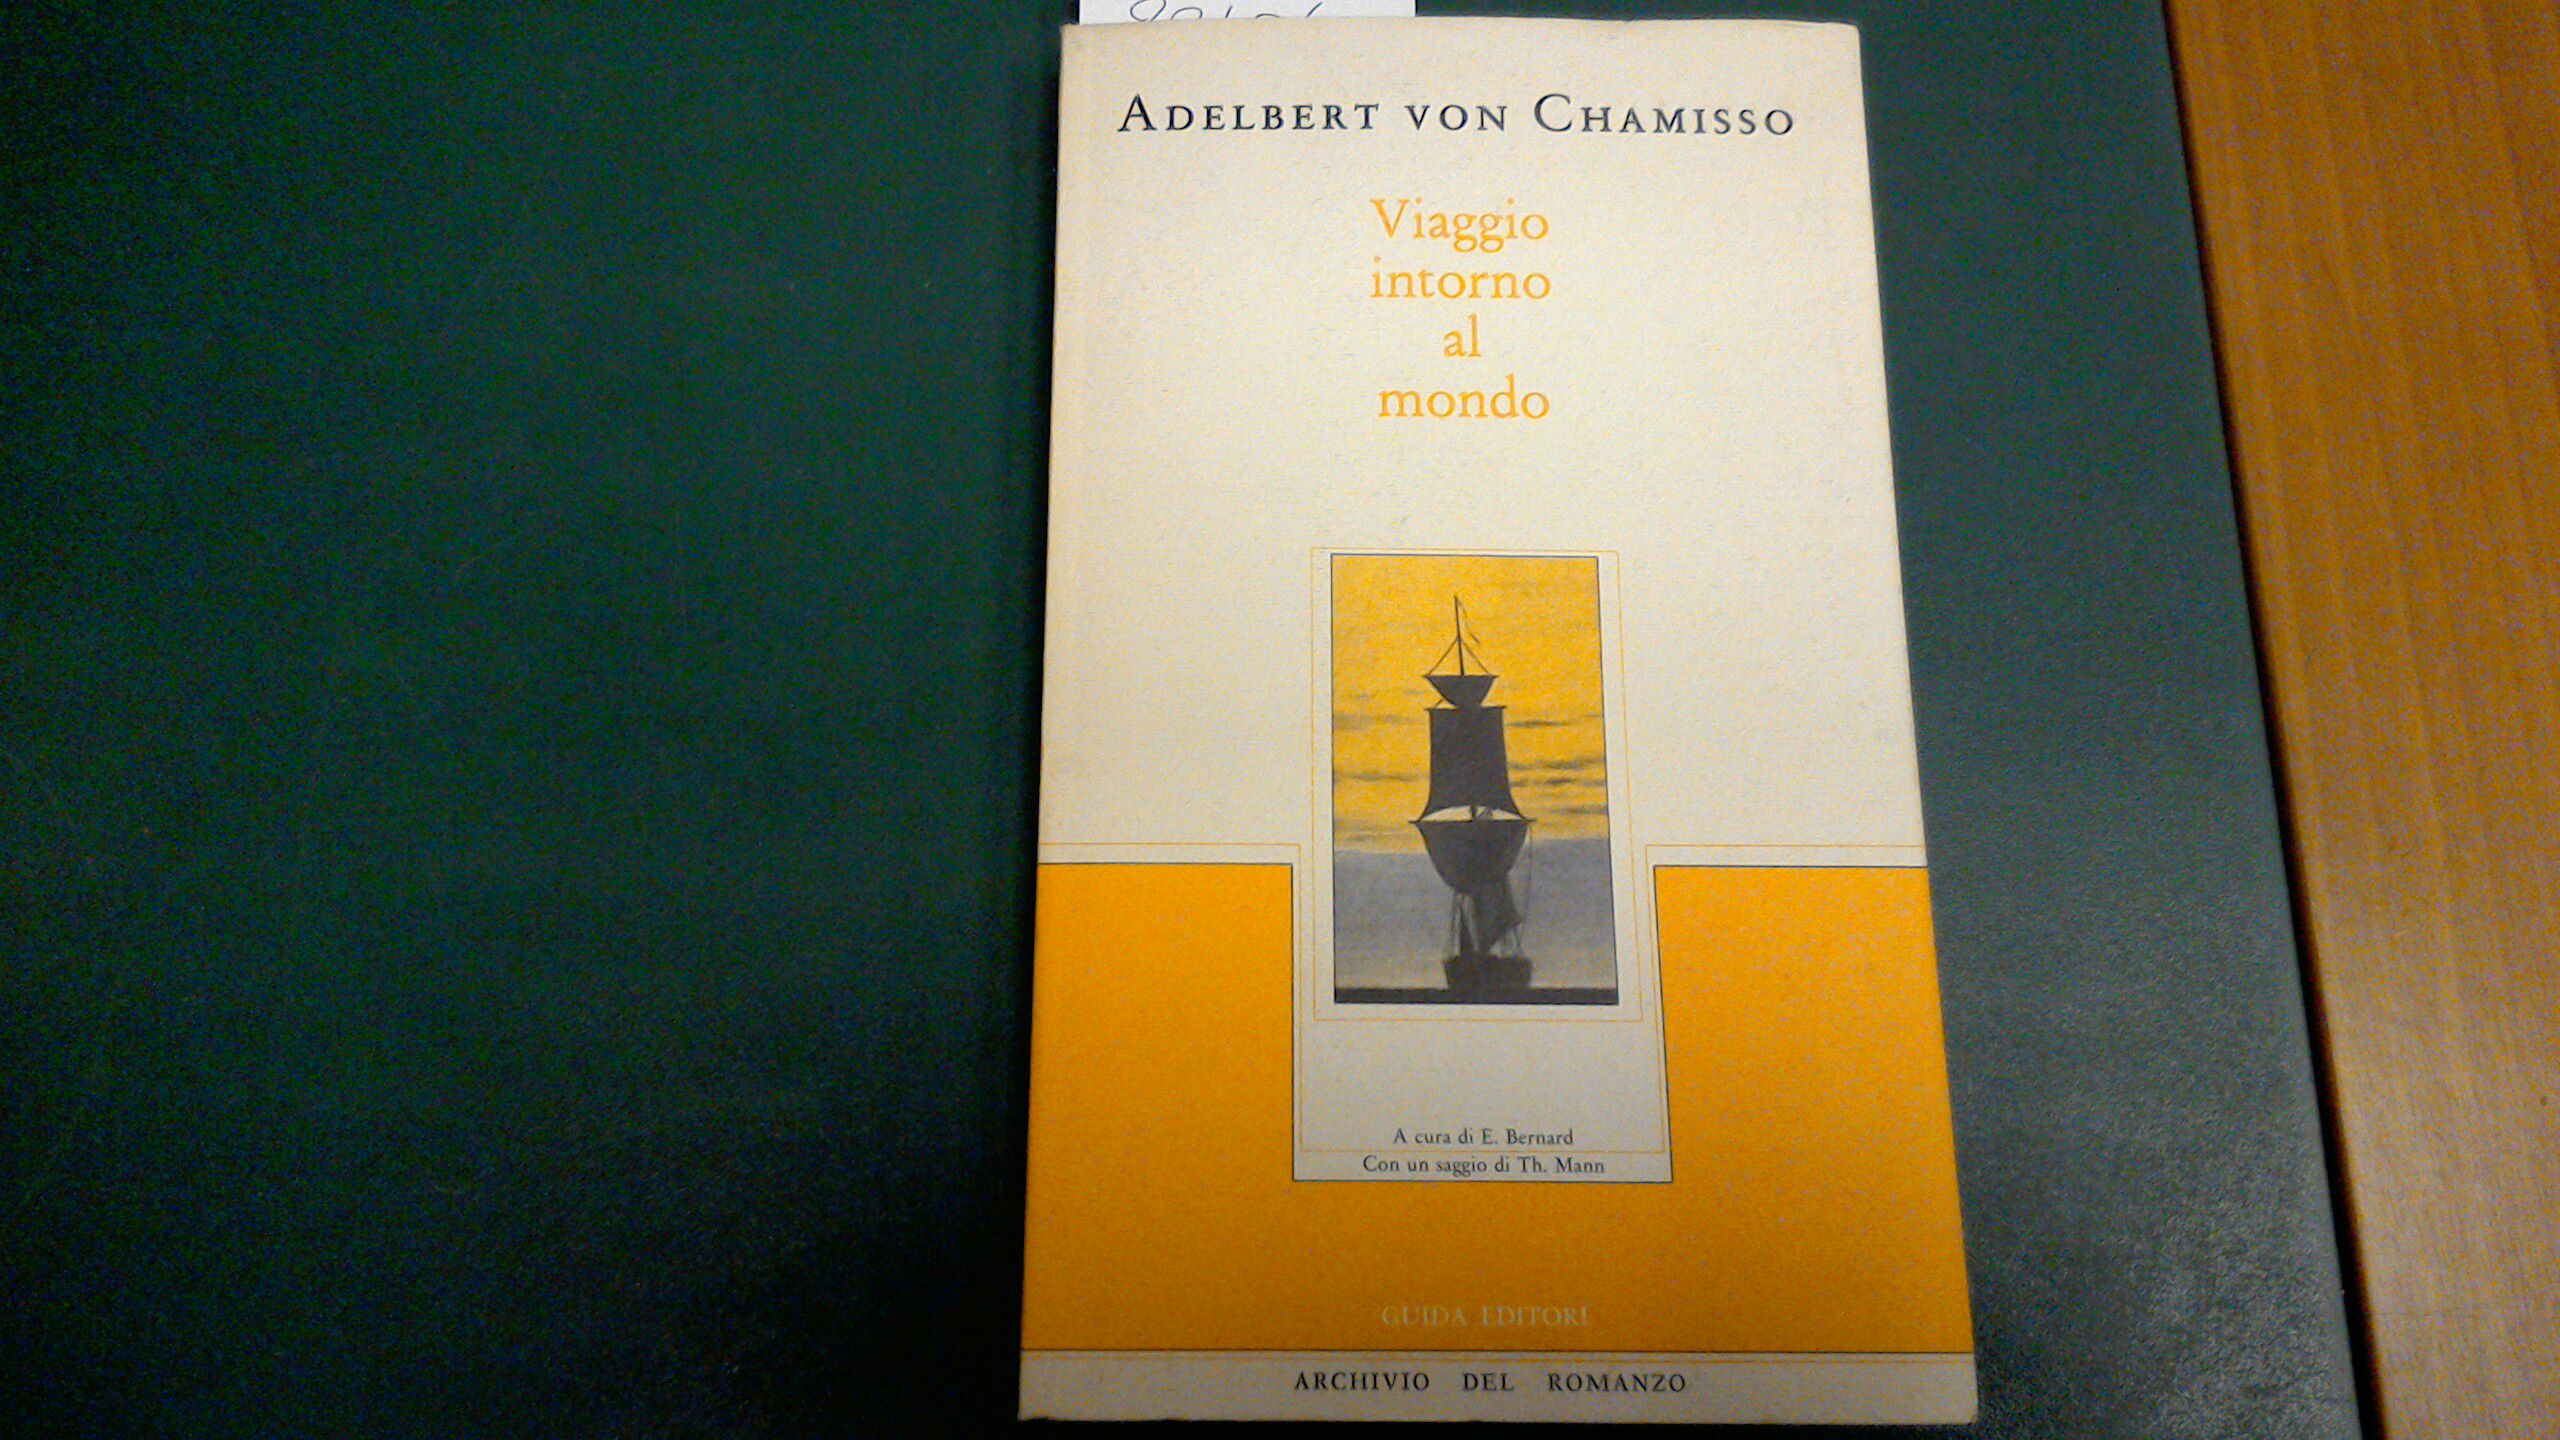 ADELBERT VON CHAMISSO
Viaggio
intorno
al
mondo
A cura di E. Bernard
Con un saggio di Th. Mann
GUIDA EDITORI
ARCHIVIO DEL ROMANZO